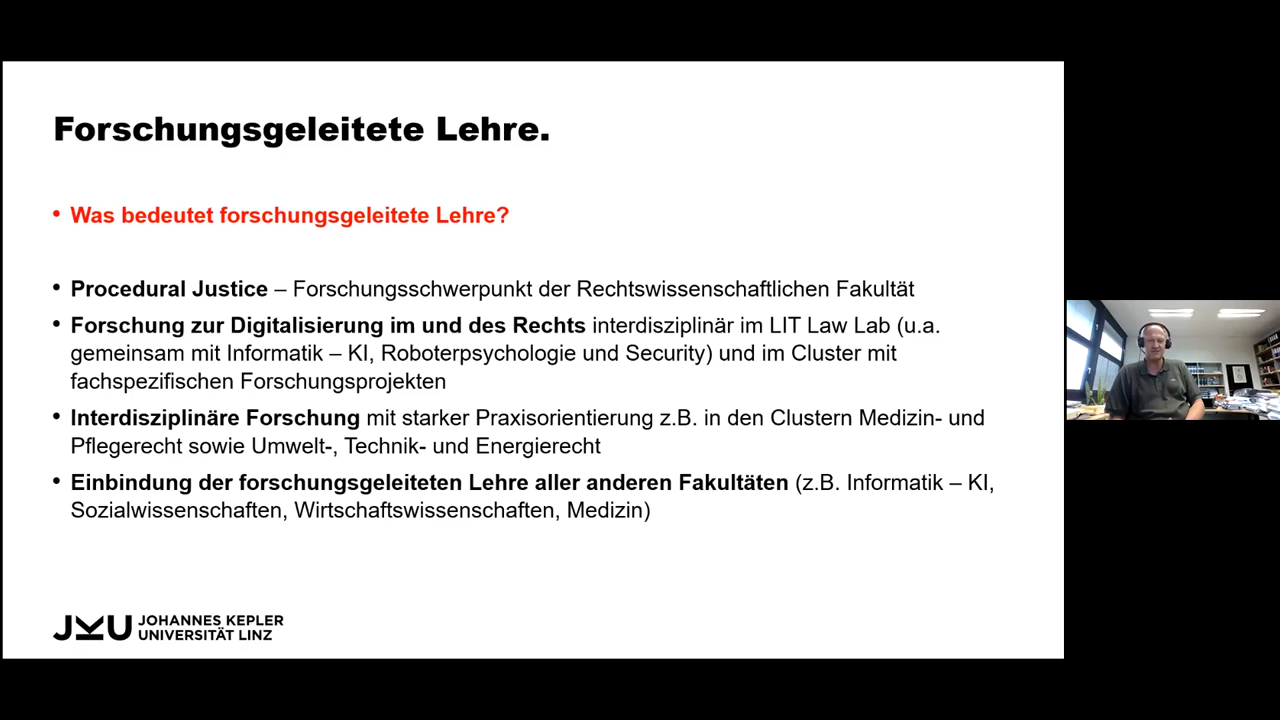 Forschungsgeleitete Lehre.
• Was bedeutet forschungsgeleitete Lehre?
• Procedural Justice – Forschungsschwerpunkt der Rechtswissenschaftlichen Fakultät
• Forschung zur Digitalisierung im und des Rechts interdisziplinär im LIT Law Lab (u.a.
gemeinsam mit Informatik – KI, Roboterpsychologie und Security) und im Cluster mit
fachspezifischen Forschungsprojekten
• Interdisziplinäre Forschung mit starker Praxisorientierung z.B. in den Clustern Medizin- und
Pflegerecht sowie Umwelt-, Technik- und Energierecht
• Einbindung der forschungsgeleiteten Lehre aller anderen Fakultäten (z.B. Informatik – KI,
Sozialwissenschaften, Wirtschaftswissenschaften, Medizin)
JKU JOHANNES KEPLER
UNIVERSITÄT LINZ